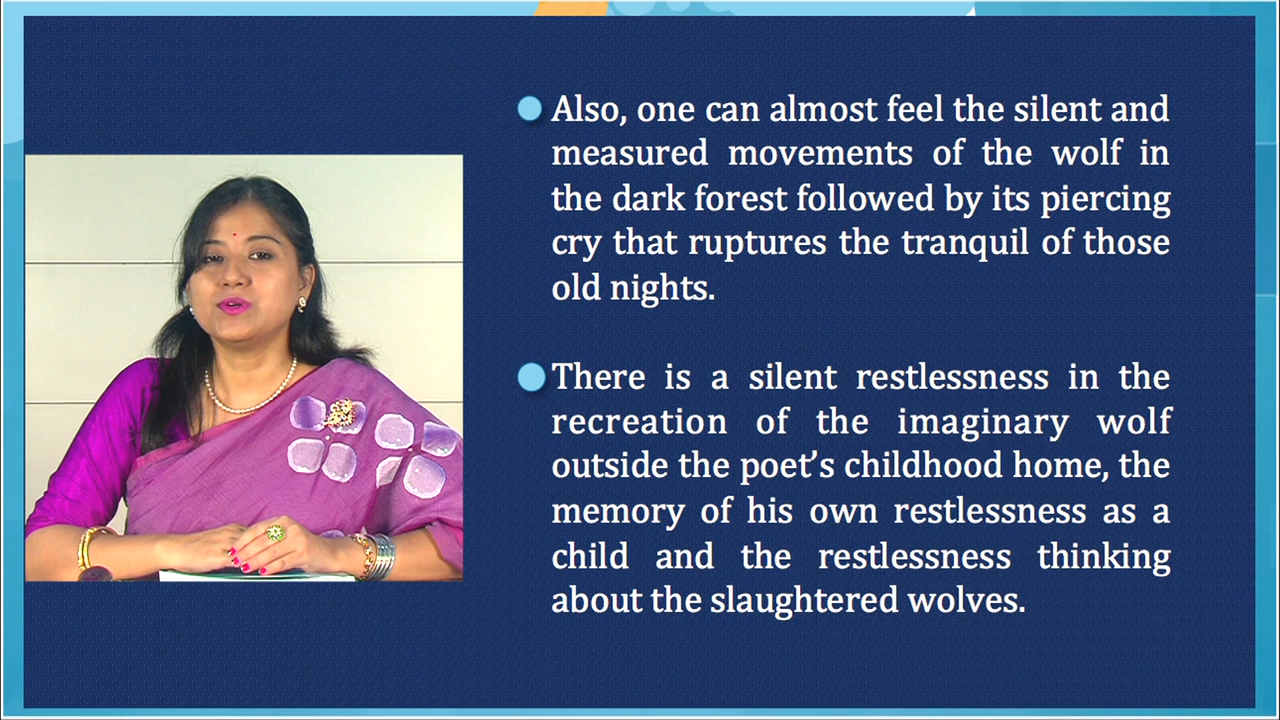 Also, one can almost feel the silent and
measured movements of the wolf in
the dark forest followed by its piercing
cry that ruptures the tranquil of those
old nights.
There is a silent restlessness in the
recreation of the imaginary wolf
outside the poet’s childhood home, the
memory of his own restlessness as a
child and the restlessness thinking
about the slaughtered wolves.